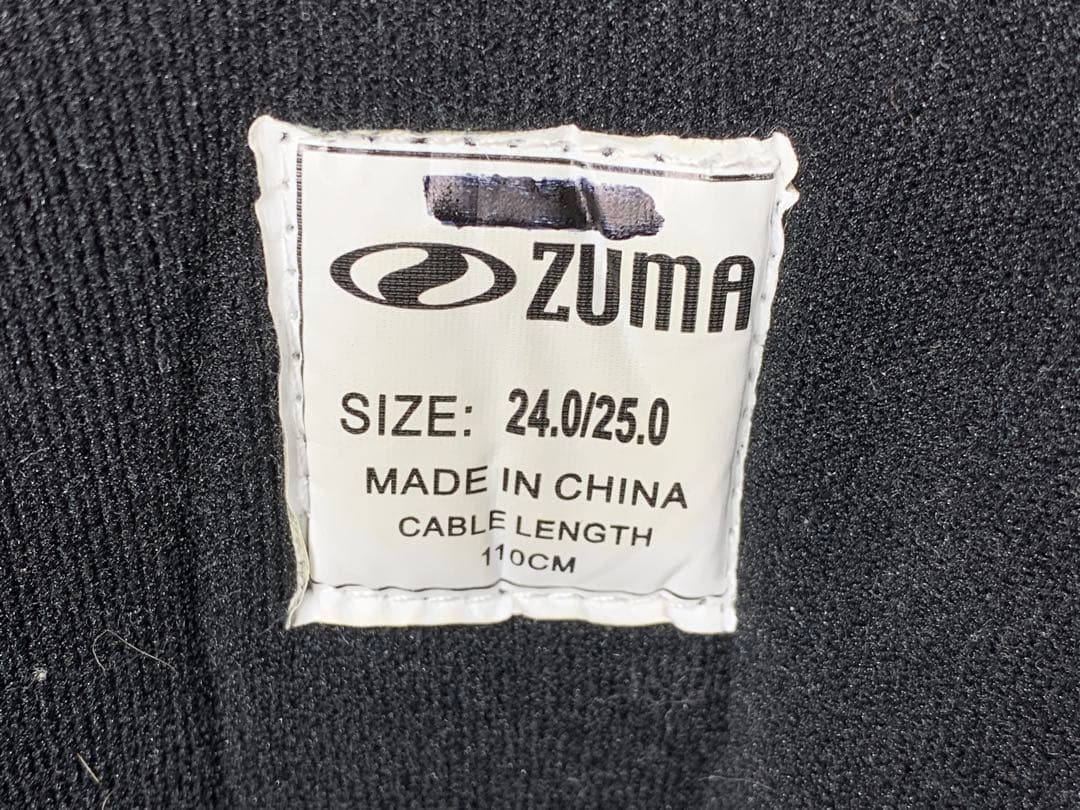 ZUMA
SIZE: 24.0/25.0
MADE IN CHINA
CABLE LENGTH
110CM